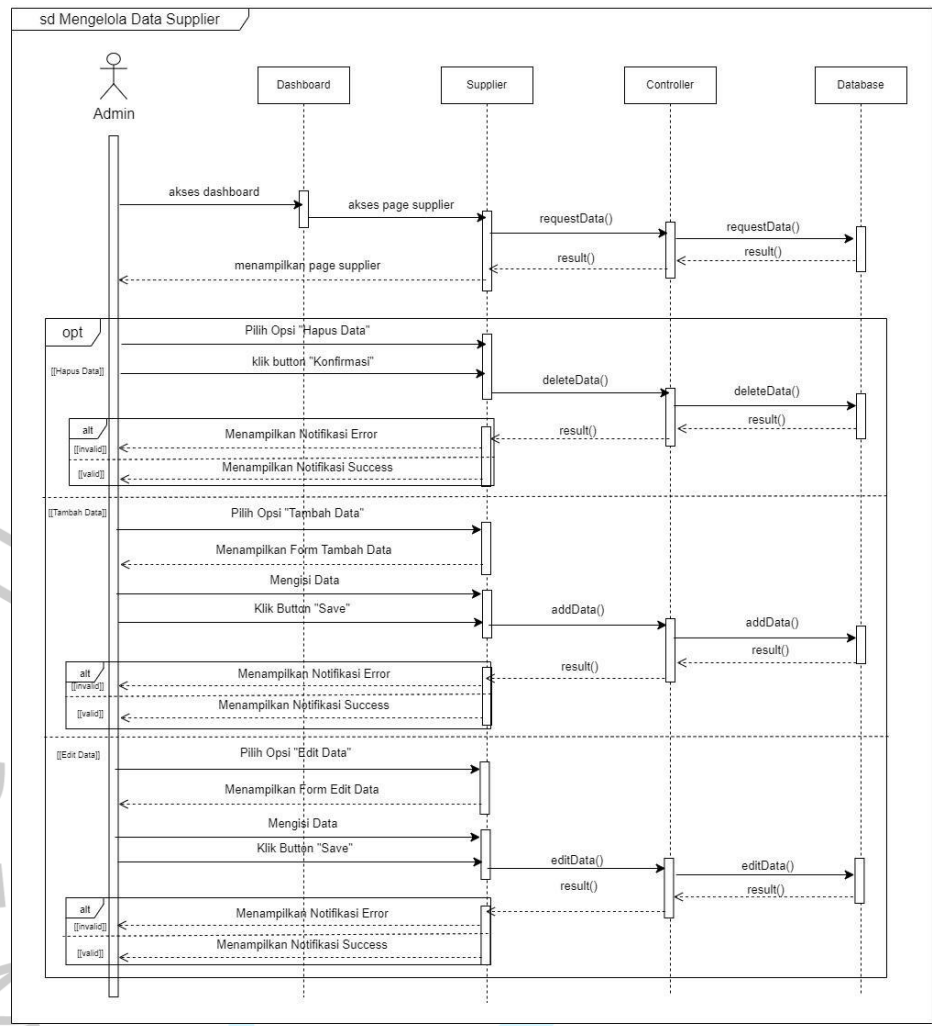 sd Mengelola Data Supplier
Admin
Dashboard
Supplier
Controller
Database
akses dashboard
akses page supplier
requestData()
requestData()
result()
result()
menampilkan page supplier
opt
Pilih Opsi "Hapus Data"
[[Hapus Data]]
klik button "Konfirmasi"
deleteData()
deleteData()
result()
result()
alt
Menampilkan Notifikasi Error
[[invalid]]
Menampilkan Notifikasi Success
[[valid]]
[[Tambah Data]]
Pilih Opsi "Tambah Data"
Menampilkan Form Tambah Data
Mengisi Data
Klik Button "Save"
addData()
addData()
result()
result()
alt
Menampilkan Notifikasi Error
[[invalid]]
Menampilkan Notifikasi Success
[[valid]]
[[Edit Data]]
Pilih Opsi "Edit Data"
Menampilkan Form Edit Data
Mengisi Data
Klik Button "Save"
editData()
editData()
result()
result()
alt
Menampilkan Notifikasi Error
[[invalid]]
Menampilkan Notifikasi Success
[[valid]]